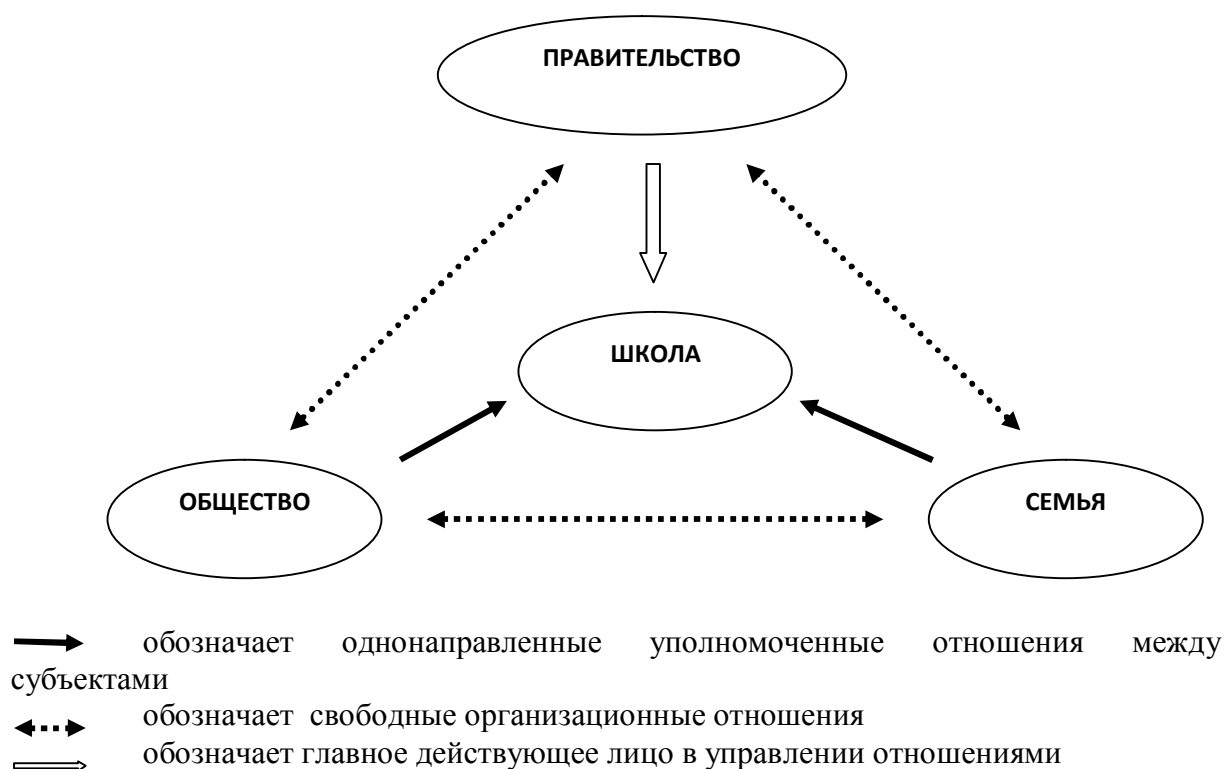 ПРАВИТЕЛЬСТВО
ШКОЛА
ОБЩЕСТВО
СЕМЬЯ
обозначает однонаправленные уполномоченные отношения между
субъектами
обозначает свободные организационные отношения
обозначает главное действующее лицо в управлении отношениями